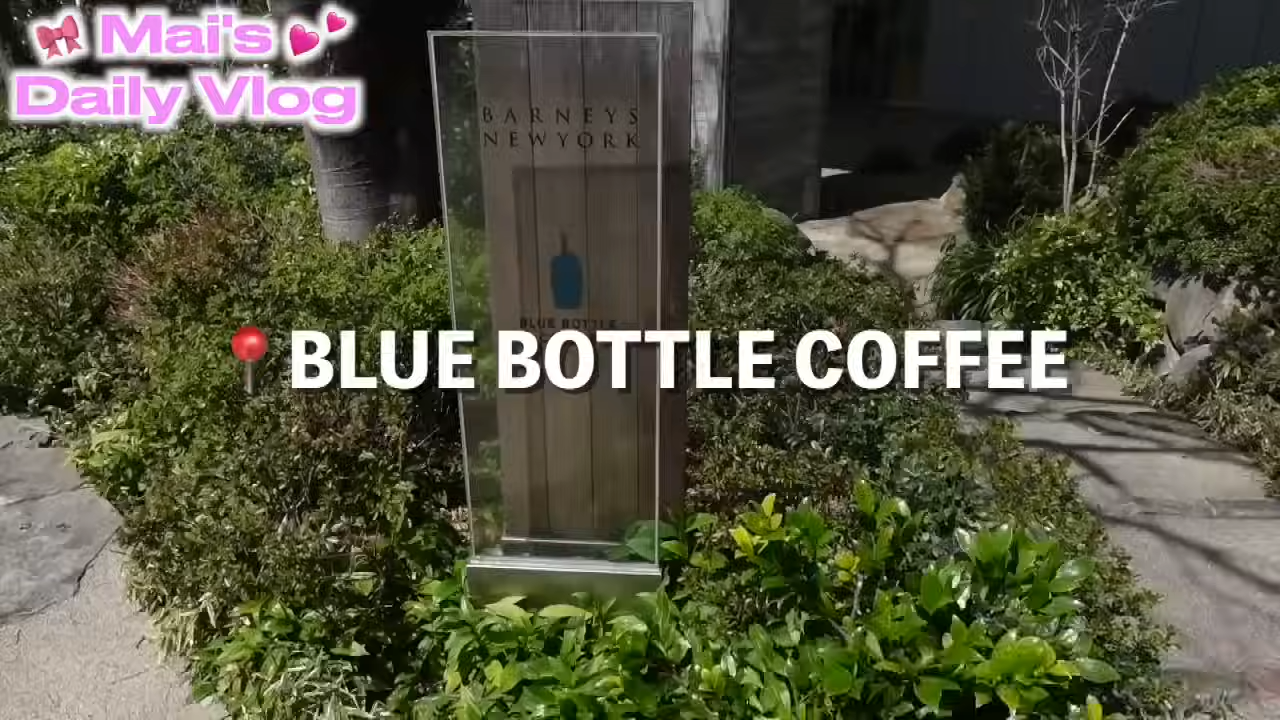 Mai's
Daily Vlog
BARNEYS
NEWYORK
BLUE BOTTLE
BLUE BOTTLE COFFEE